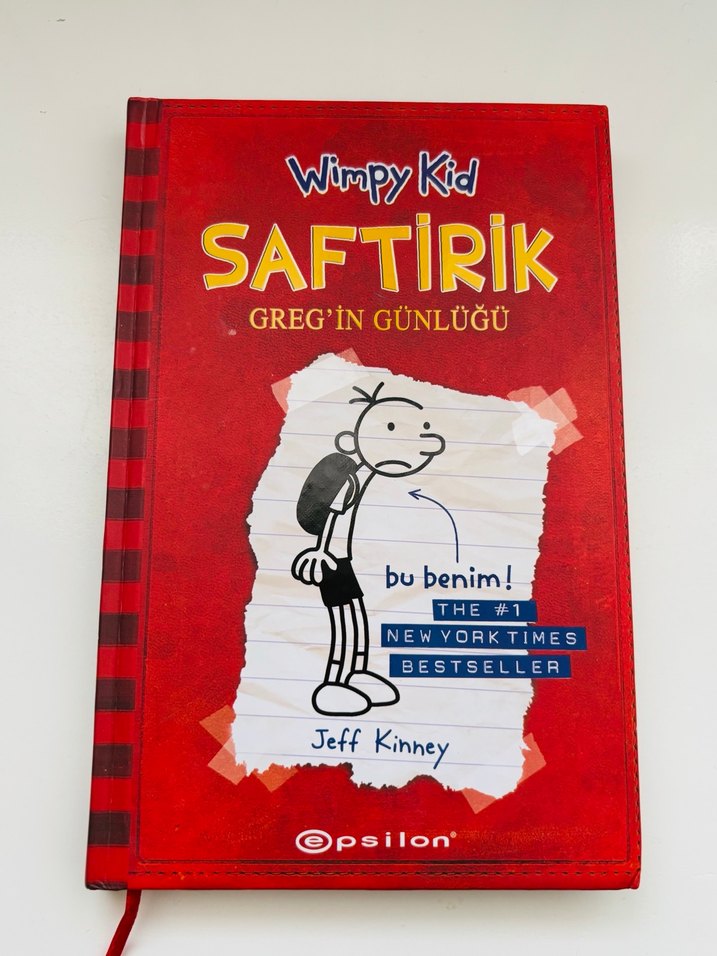 Wimpy Kid
SAFTİRİK
GREG'İN GÜNLÜĞÜ
bu benim!
THE #1
NEW YORK TIMES
BESTSELLER
Jeff Kinney
epsilon®